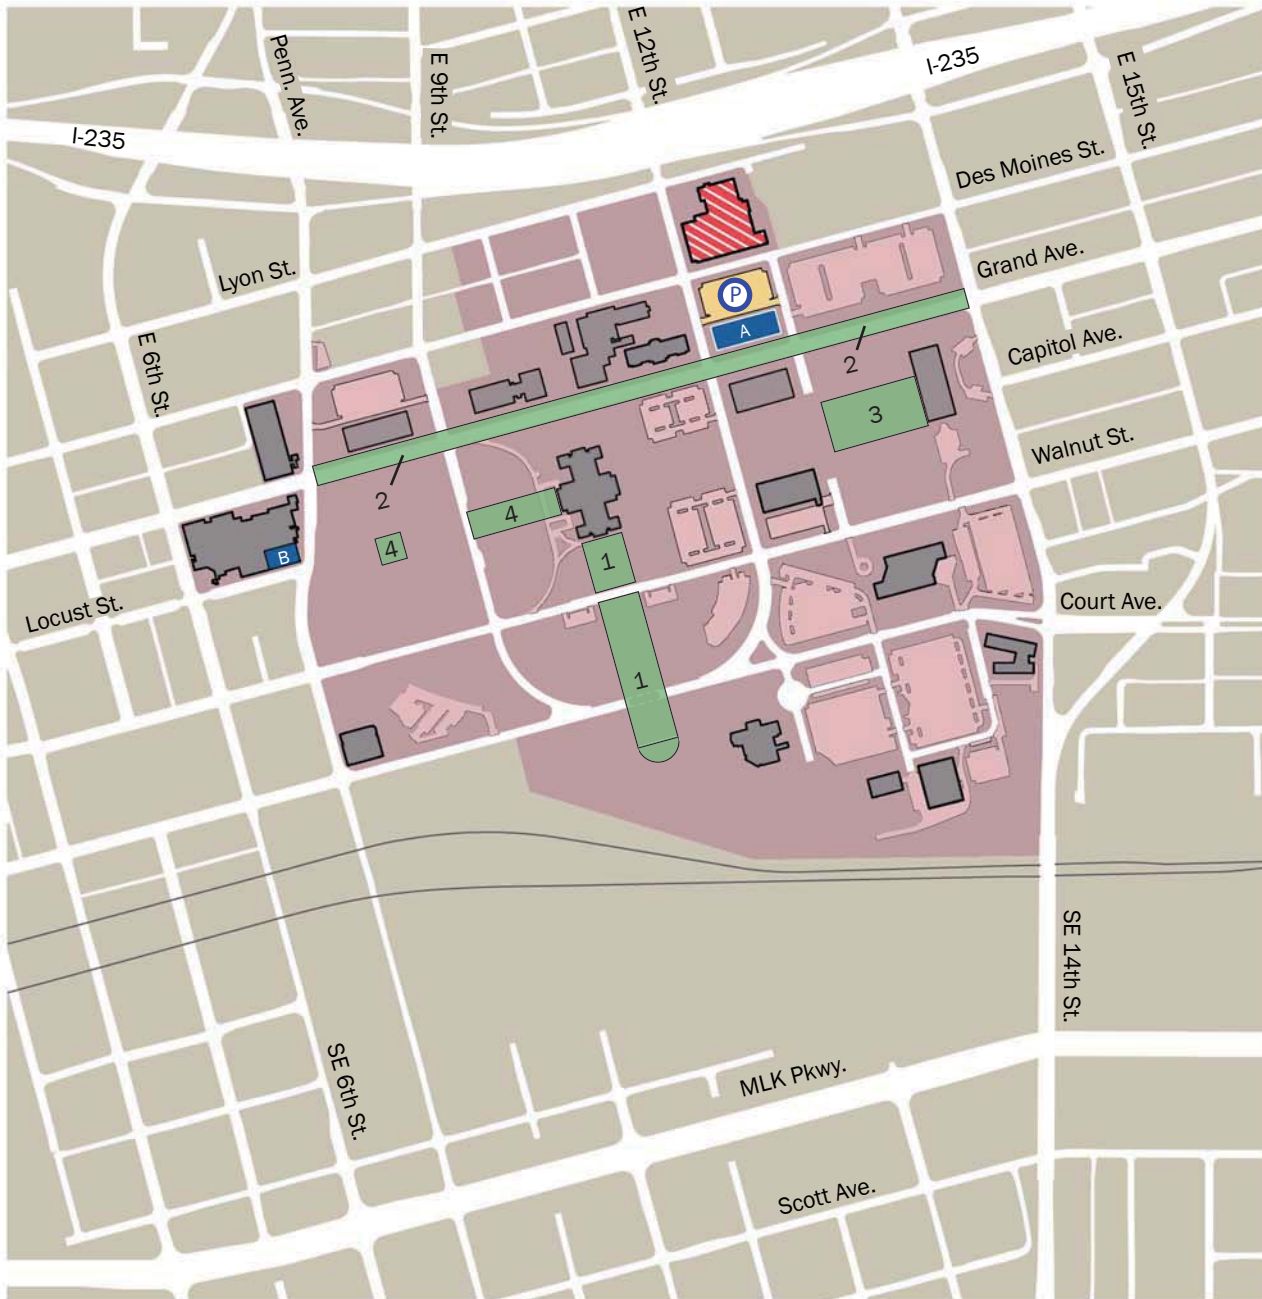 E 12th St.
Penn. Ave.
E 9th St.
I-235
E 15th St.
I-235
Des Moines St.
Grand Ave.
Lyon St.
P
A
E 6th St.
Capitol Ave.
2
3
Walnut St.
2
4
4
B
1
Locust St.
Court Ave.
1
SE 14th St.
SE 6th St.
MLK Pkwy.
Scott Ave.